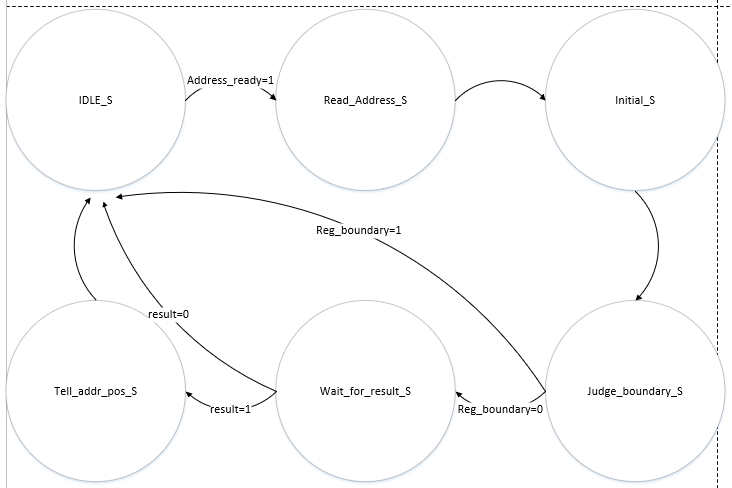 Address_ready=1
IDLE_S
Read_Address_S
Initial_S
Reg_boundary=1
result=0
Tell_addr_pos_S
Wait_for_result_S
Judge_boundary_S
result=1
Reg_boundary=0